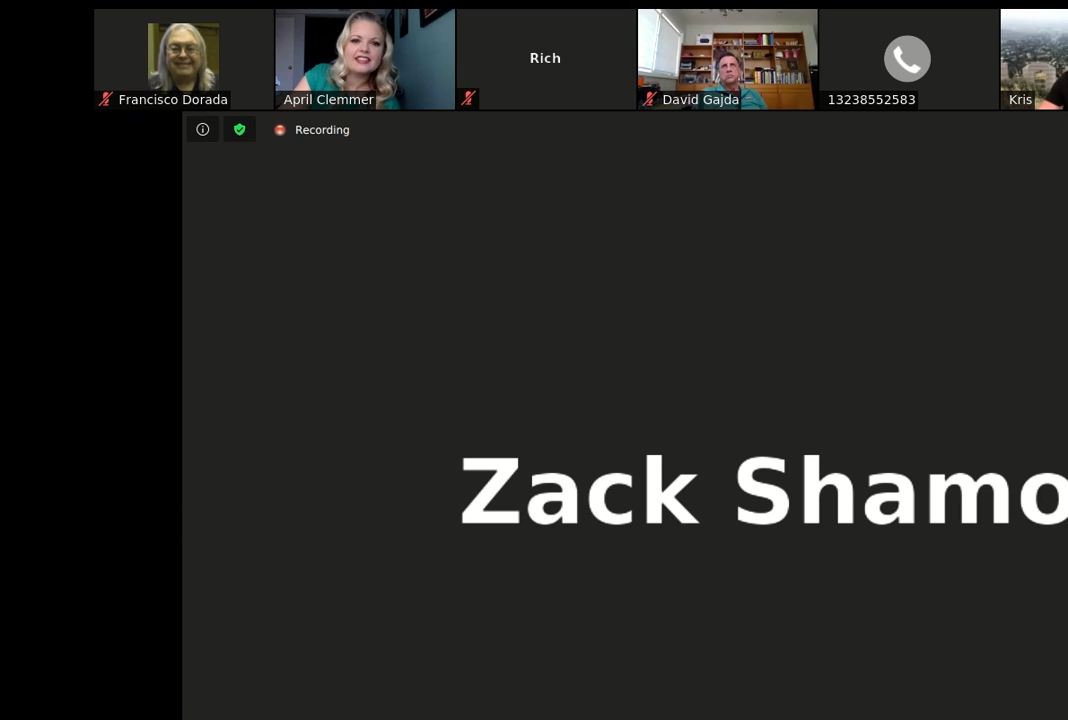 Rich
Francisco Dorada
April Clemmer
David Gajda
13238552583
Kris
Recording
Zack Shamo